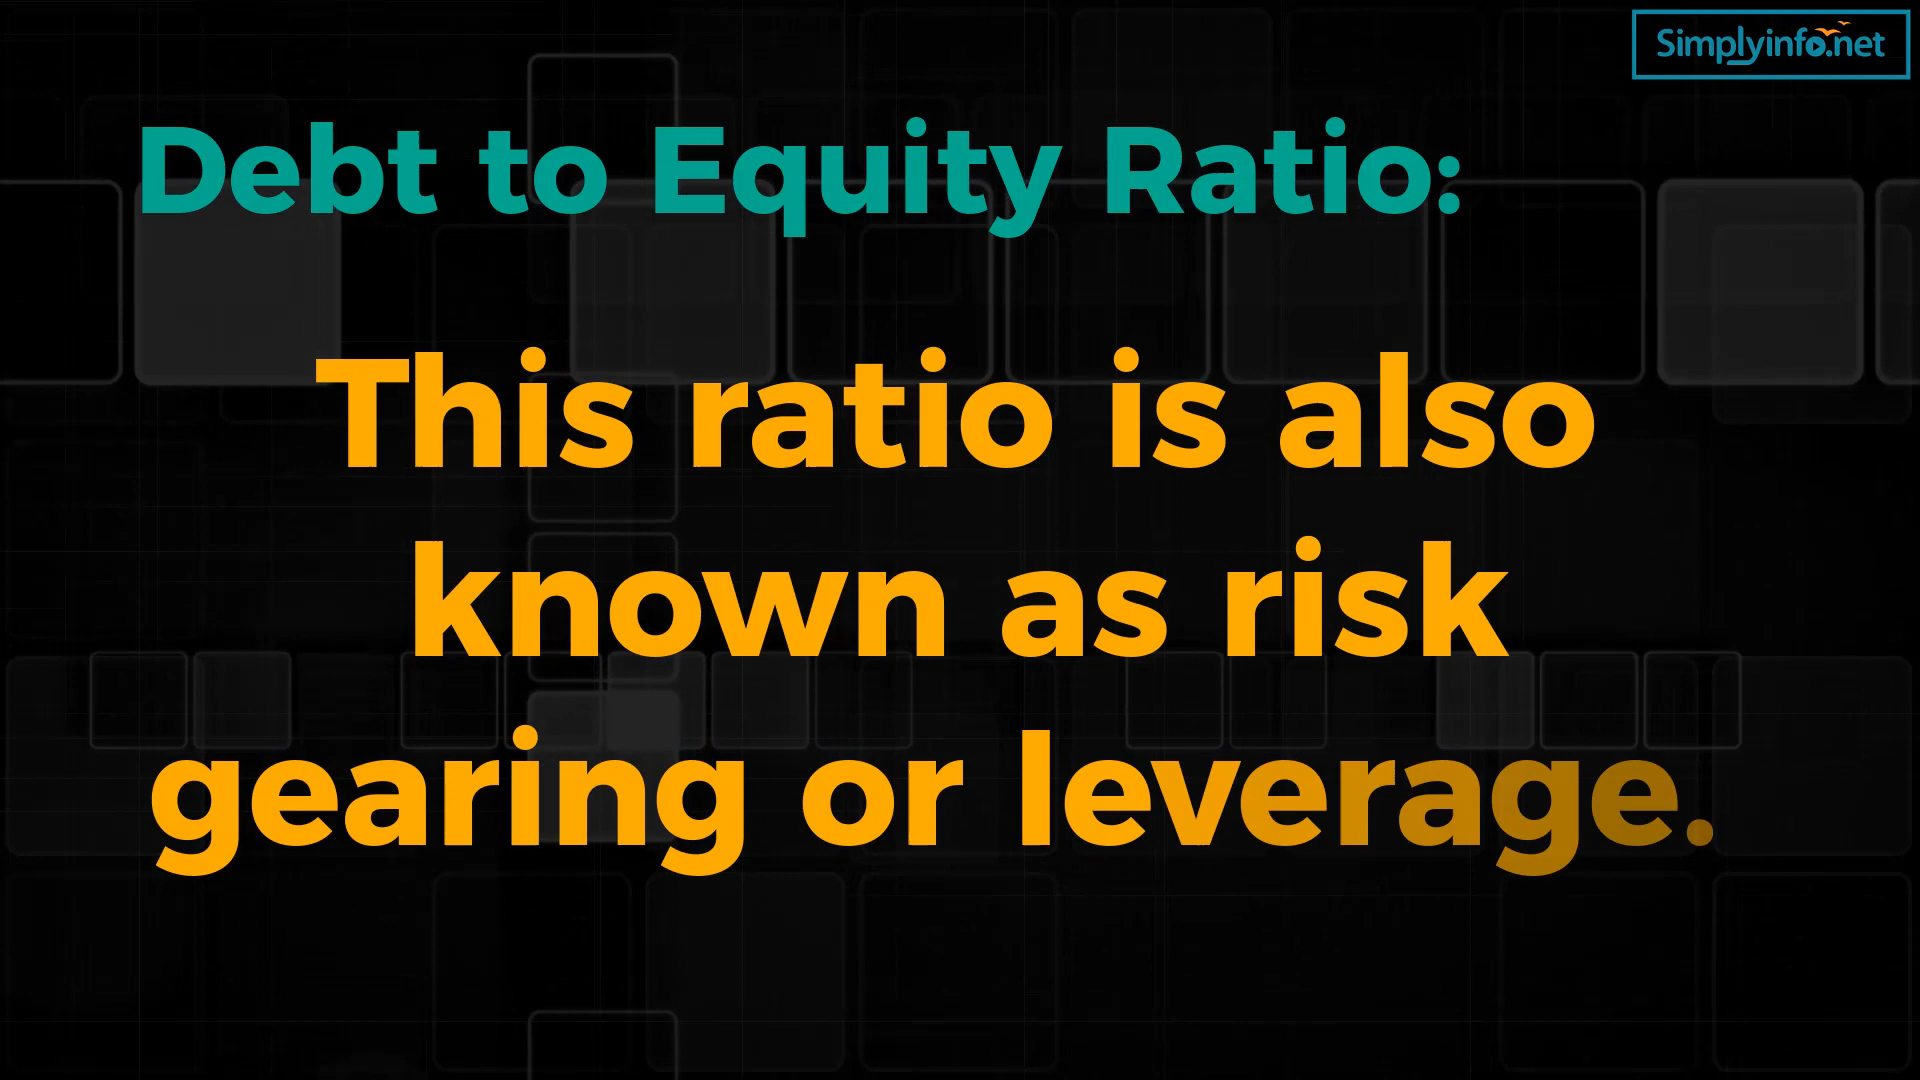 Simplyinfo.net
Debt to Equity Ratio:
This ratio is also
known as risk
gearing or leverage.